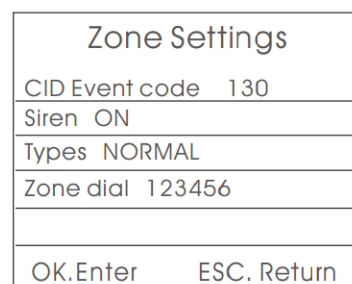 Zone Settings
CID Event code 130
Siren ON
Types NORMAL
Zone dial 123456
OK.Enter ESC. Return